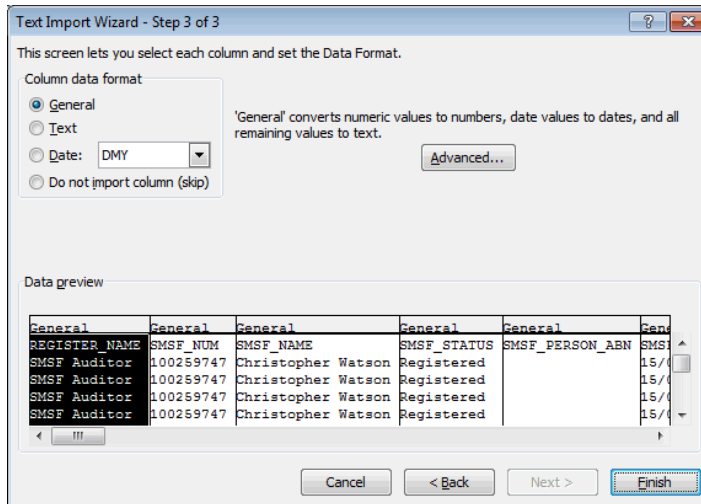 Text Import Wizard - Step 3 of 3
This screen lets you select each column and set the Data Format.
Column data format
General
Text
Date: DMY
Do not import column (skip)
'General' converts numeric values to numbers, date values to dates, and all
remaining values to text.
Advanced...
Data preview
General General General General General Gene
REGISTER_NAME SMSF_NUM SMSF_NAME SMSF_STATUS SMSF_PERSON_ABN SMSF
SMSF Auditor 100259747 Christopher Watson Registered 15/0
SMSF Auditor 100259747 Christopher Watson Registered 15/0
SMSF Auditor 100259747 Christopher Watson Registered 15/0
SMSF Auditor 100259747 Christopher Watson Registered 15/0
Cancel < Back Next > Finish